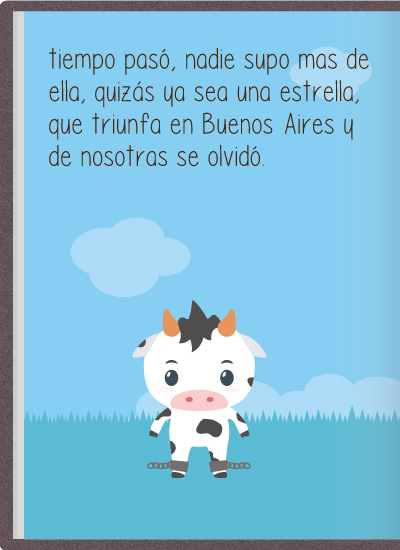 tiempo pasó, nadie supo mas de
ella, quizás ya sea una estrella,
que triunfa en Buenos Aires y
de nosotras se olvidó.